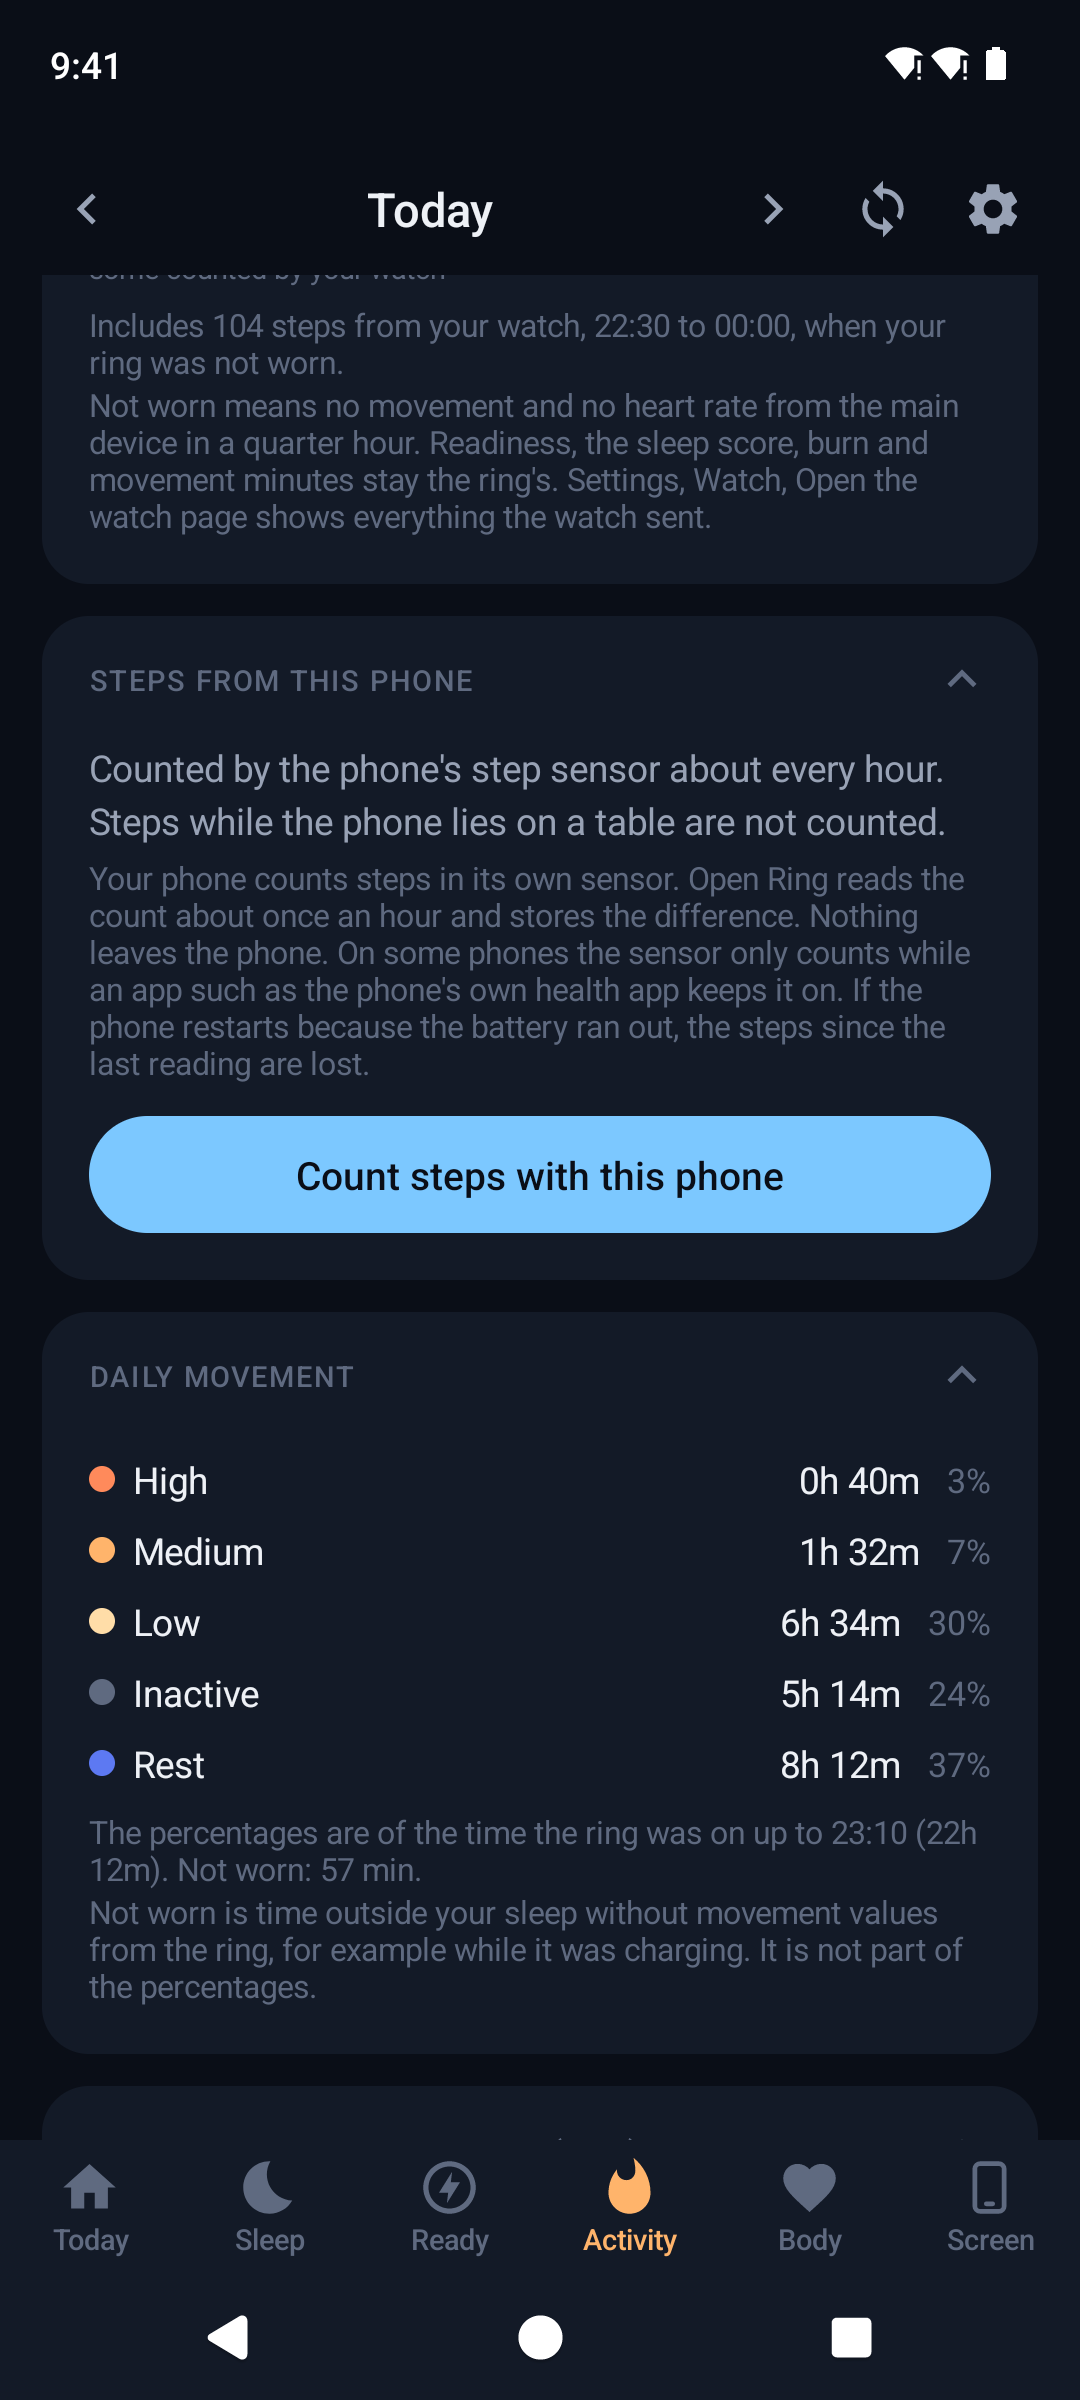 9:41
Today
some counted by your watch
Includes 104 steps from your watch, 22:30 to 00:00, when your
ring was not worn.
Not worn means no movement and no heart rate from the main
device in a quarter hour. Readiness, the sleep score, burn and
movement minutes stay the ring's. Settings, Watch, Open the
watch page shows everything the watch sent.
STEPS FROM THIS PHONE
Counted by the phone's step sensor about every hour.
Steps while the phone lies on a table are not counted.
Your phone counts steps in its own sensor. Open Ring reads the
count about once an hour and stores the difference. Nothing
leaves the phone. On some phones the sensor only counts while
an app such as the phone's own health app keeps it on. If the
phone restarts because the battery ran out, the steps since the
last reading are lost.
Count steps with this phone
DAILY MOVEMENT
High 0h 40m 3%
Medium 1h 32m 7%
Low 6h 34m 30%
Inactive 5h 14m 24%
Rest 8h 12m 37%
The percentages are of the time the ring was on up to 23:10 (22h
12m). Not worn: 57 min.
Not worn is time outside your sleep without movement values
from the ring, for example while it was charging. It is not part of
the percentages.
Today Sleep Ready Activity Body Screen